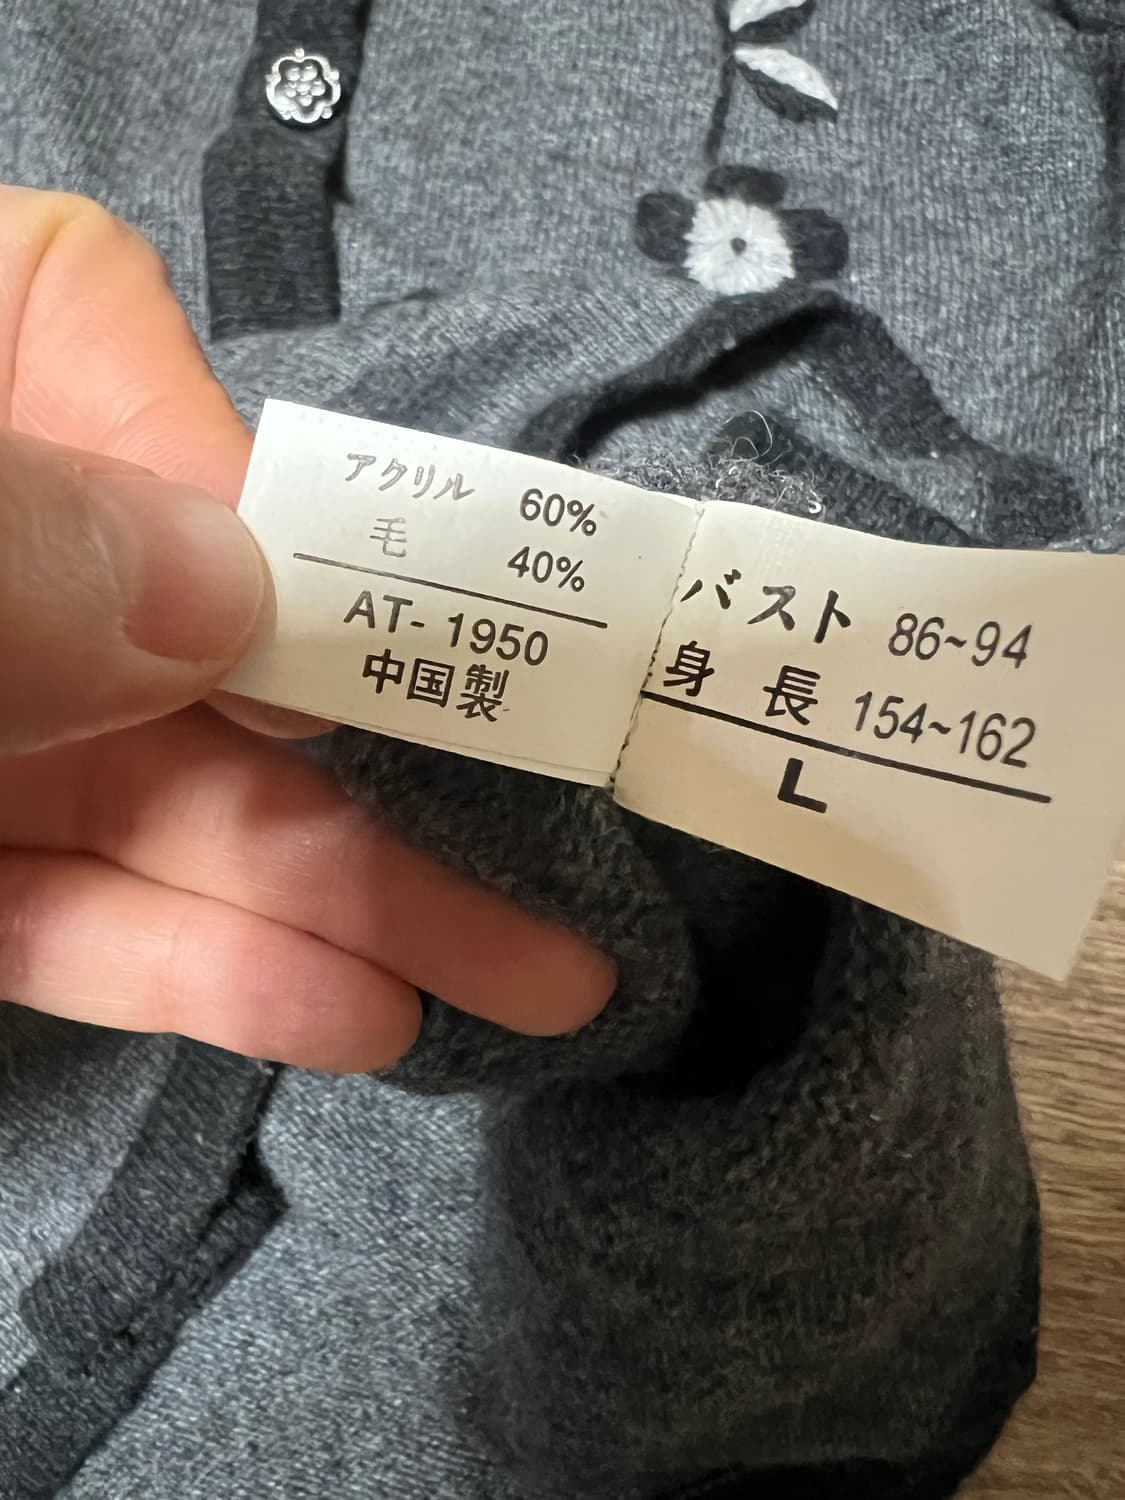 アクリル 60%
毛 40%
AT-1950
中国製
バスト 86~94
身長 154~162
L